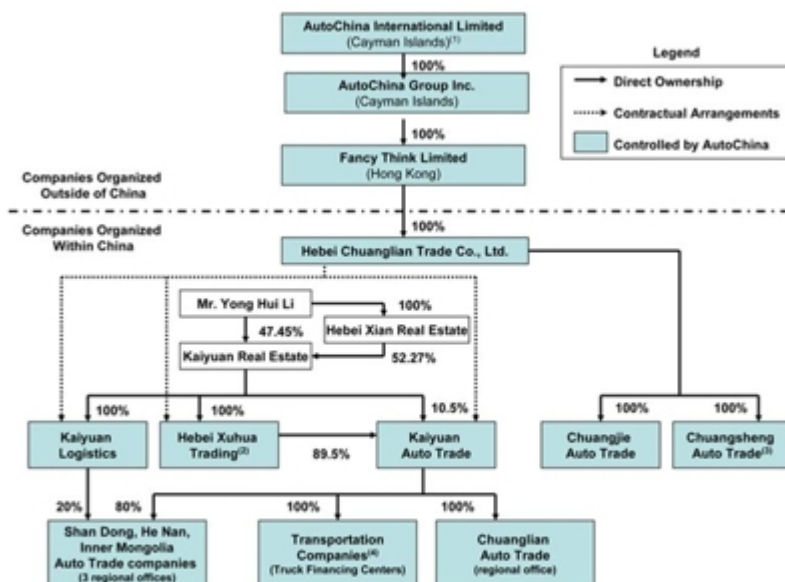 AutoChina International Limited
(Cayman Islands)(1)
100%
AutoChina Group Inc.
(Cayman Islands)
100%
Fancy Think Limited
(Hong Kong)
Legend
Direct Ownership
Contractual Arrangements
Controlled by AutoChina
Companies Organized
Outside of China
Companies Organized
Within China
100%
Hebei Chuanglian Trade Co., Ltd.
Mr. Yong Hui Li
100%
47.45%
Hebei Xian Real Estate
Kaiyuan Real Estate
52.27%
100%
100%
10.5%
100%
100%
Kaiyuan
Logistics
Hebei Xuhua
Trading(2)
89.5%
Kaiyuan
Auto Trade
Chuangjie
Auto Trade
Chuangsheng
Auto Trade(3)
20%
80%
100%
100%
Shan Dong, He Nan,
Inner Mongolia
Auto Trade companies
(3 regional offices)
Transportation
Companies(4)
(Truck Financing Centers)
Chuanglian
Auto Trade
(regional office)